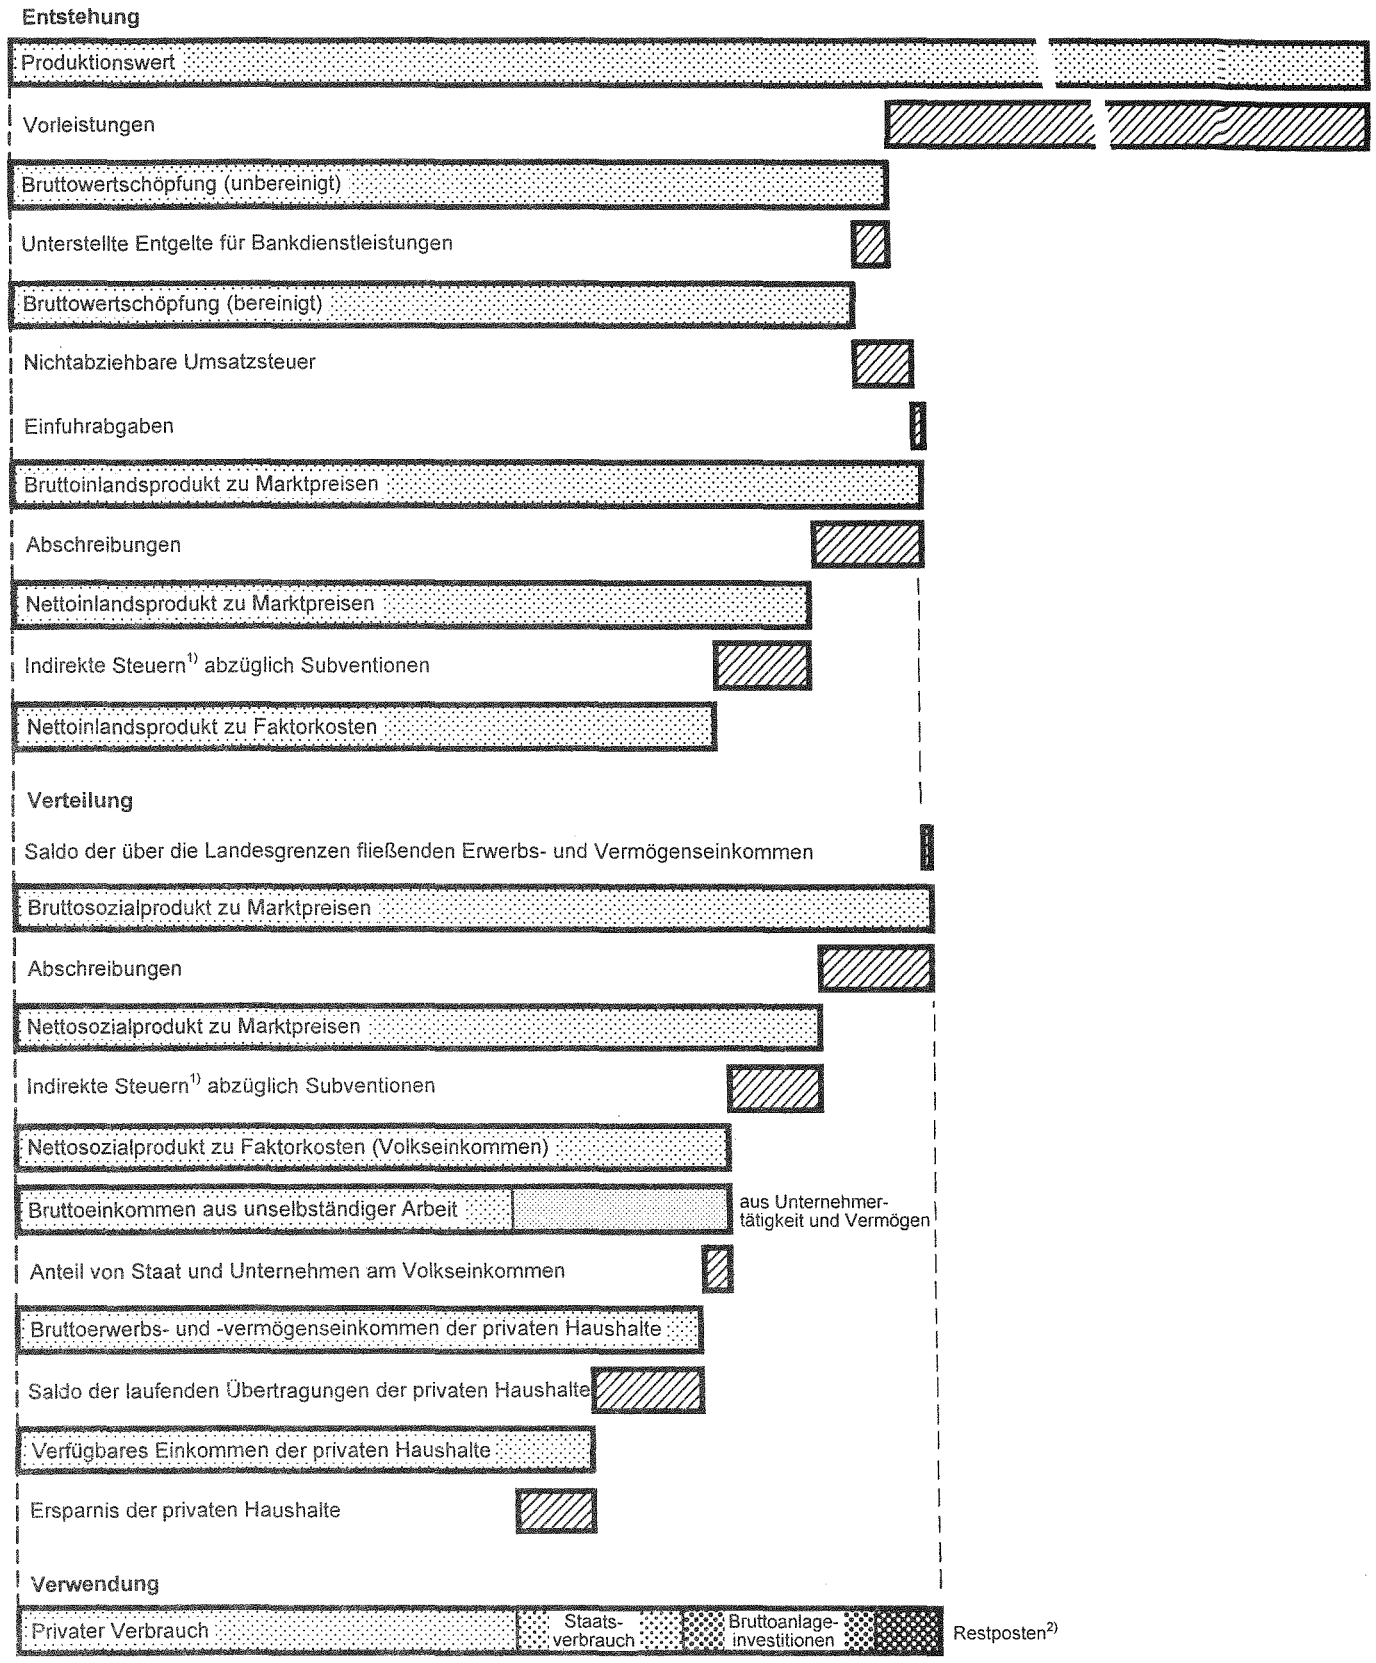 Entstehung
Produktionswert
Vorleistungen
Bruttowertschöpfung (unbereinigt)
Unterstellte Entgelte für Bankdienstleistungen
Bruttowertschöpfung (bereinigt)
Nichtabziehbare Umsatzsteuer
Einfuhrabgaben
Bruttoinlandsprodukt zu Marktpreisen
Abschreibungen
Nettoinlandsprodukt zu Marktpreisen
Indirekte Steuern¹⁾ abzüglich Subventionen
Nettoinlandsprodukt zu Faktorkosten
Verteilung
Saldo der über die Landesgrenzen fließenden Erwerbs- und Vermögenseinkommen
Bruttosozialprodukt zu Marktpreisen
Abschreibungen
Nettosozialprodukt zu Marktpreisen
Indirekte Steuern¹⁾ abzüglich Subventionen
Nettosozialprodukt zu Faktorkosten (Volkseinkommen)
Bruttoeinkommen aus unselbständiger Arbeit
aus Unternehmer-
tätigkeit und Vermögen
Anteil von Staat und Unternehmen am Volkseinkommen
Bruttoerwerbs- und -vermögenseinkommen der privaten Haushalte
Saldo der laufenden Übertragungen der privaten Haushalte
Verfügbares Einkommen der privaten Haushalte
Ersparnis der privaten Haushalte
Verwendung
Privater Verbrauch
Staats-
verbrauch
Bruttoanlage-
investitionen
Restposten²⁾